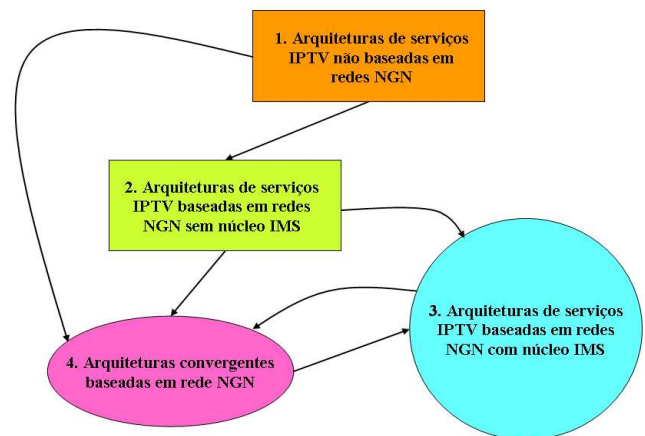 1. Arquiteturas de serviços
IPTV não baseadas em
redes NGN
2. Arquiteturas de serviços
IPTV baseadas em redes
NGN sem núcleo IMS
3. Arquiteturas de serviços
IPTV baseadas em redes
NGN com núcleo IMS
4. Arquiteturas convergentes
baseadas em rede NGN